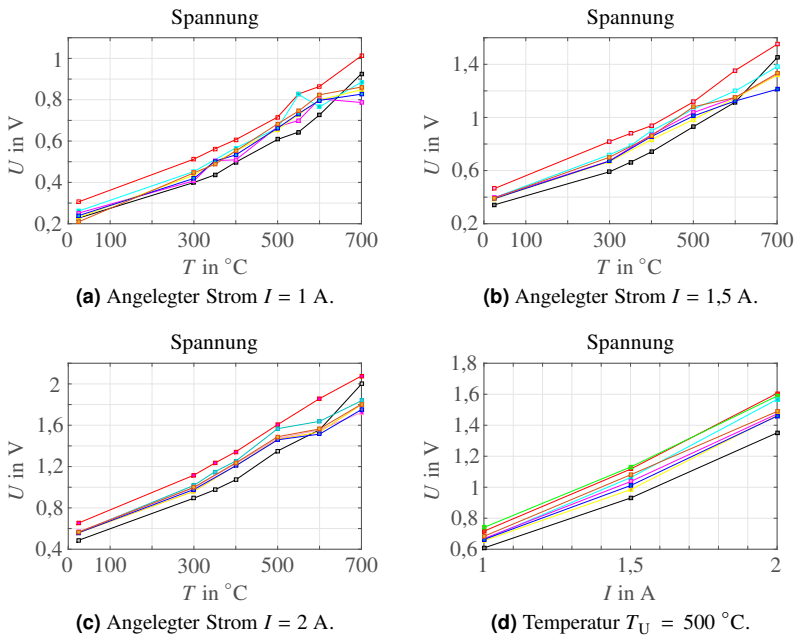 Spannung
1
0,8
0,6
0,4
0,2
0 100 300 500 700
U in V
T in °C
(a) Angelegter Strom I = 1 A.
Spannung
1,4
1
0,6
0,2
0 100 300 500 700
U in V
T in °C
(b) Angelegter Strom I = 1,5 A.
Spannung
2
1,6
1,2
0,8
0,4
0 100 300 500 700
U in V
T in °C
(c) Angelegter Strom I = 2 A.
Spannung
1,8
1,6
1,4
1,2
1
0,8
0,6
1 1,5 2
U in V
I in A
(d) Temperatur TU = 500 °C.